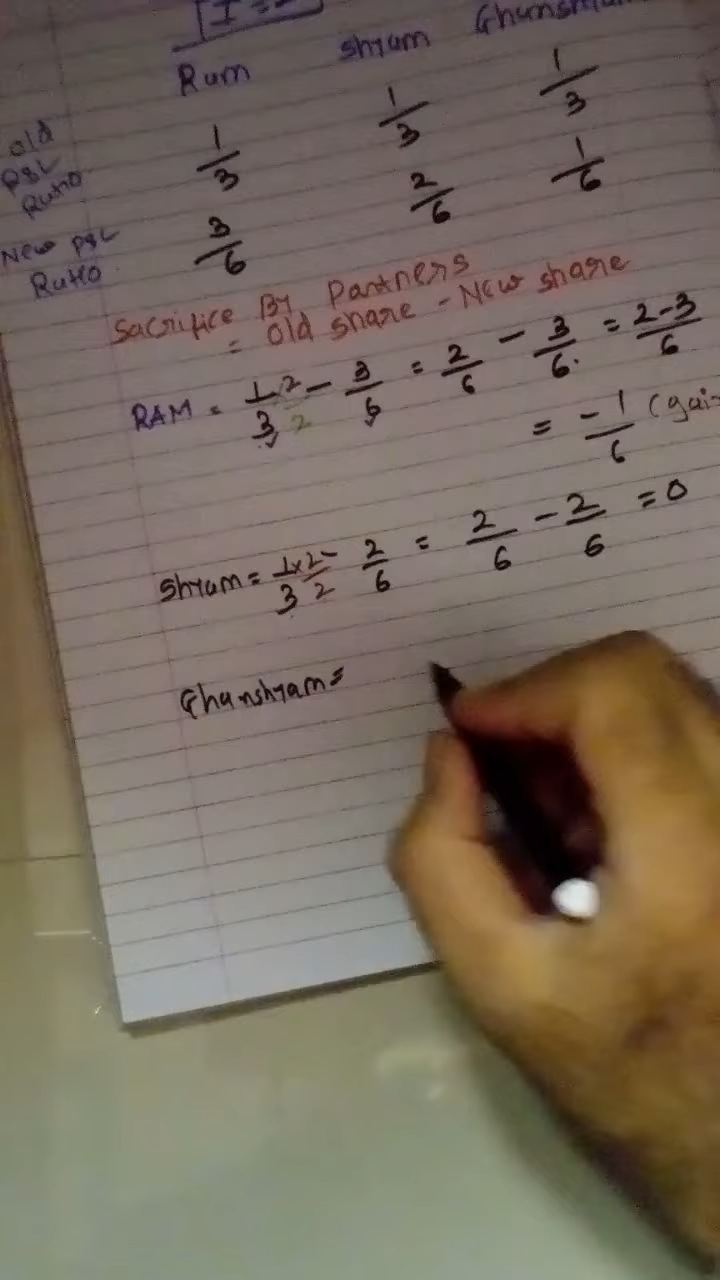 Ram Shyam Ghanshyam
Old P&L Ratio 1/3 1/3 1/3
New P&L Ratio 3/6 2/6 1/6
Sacrifice By Partners
= Old share - New share
RAM = 1/3 2/2 - 3/6 = 2/6 - 3/6 = 2-3/6
= -1/6 (gai
Shyam = 1×2/3 2 - 2/6 = 2/6 - 2/6 = 0
Ghanshyam =